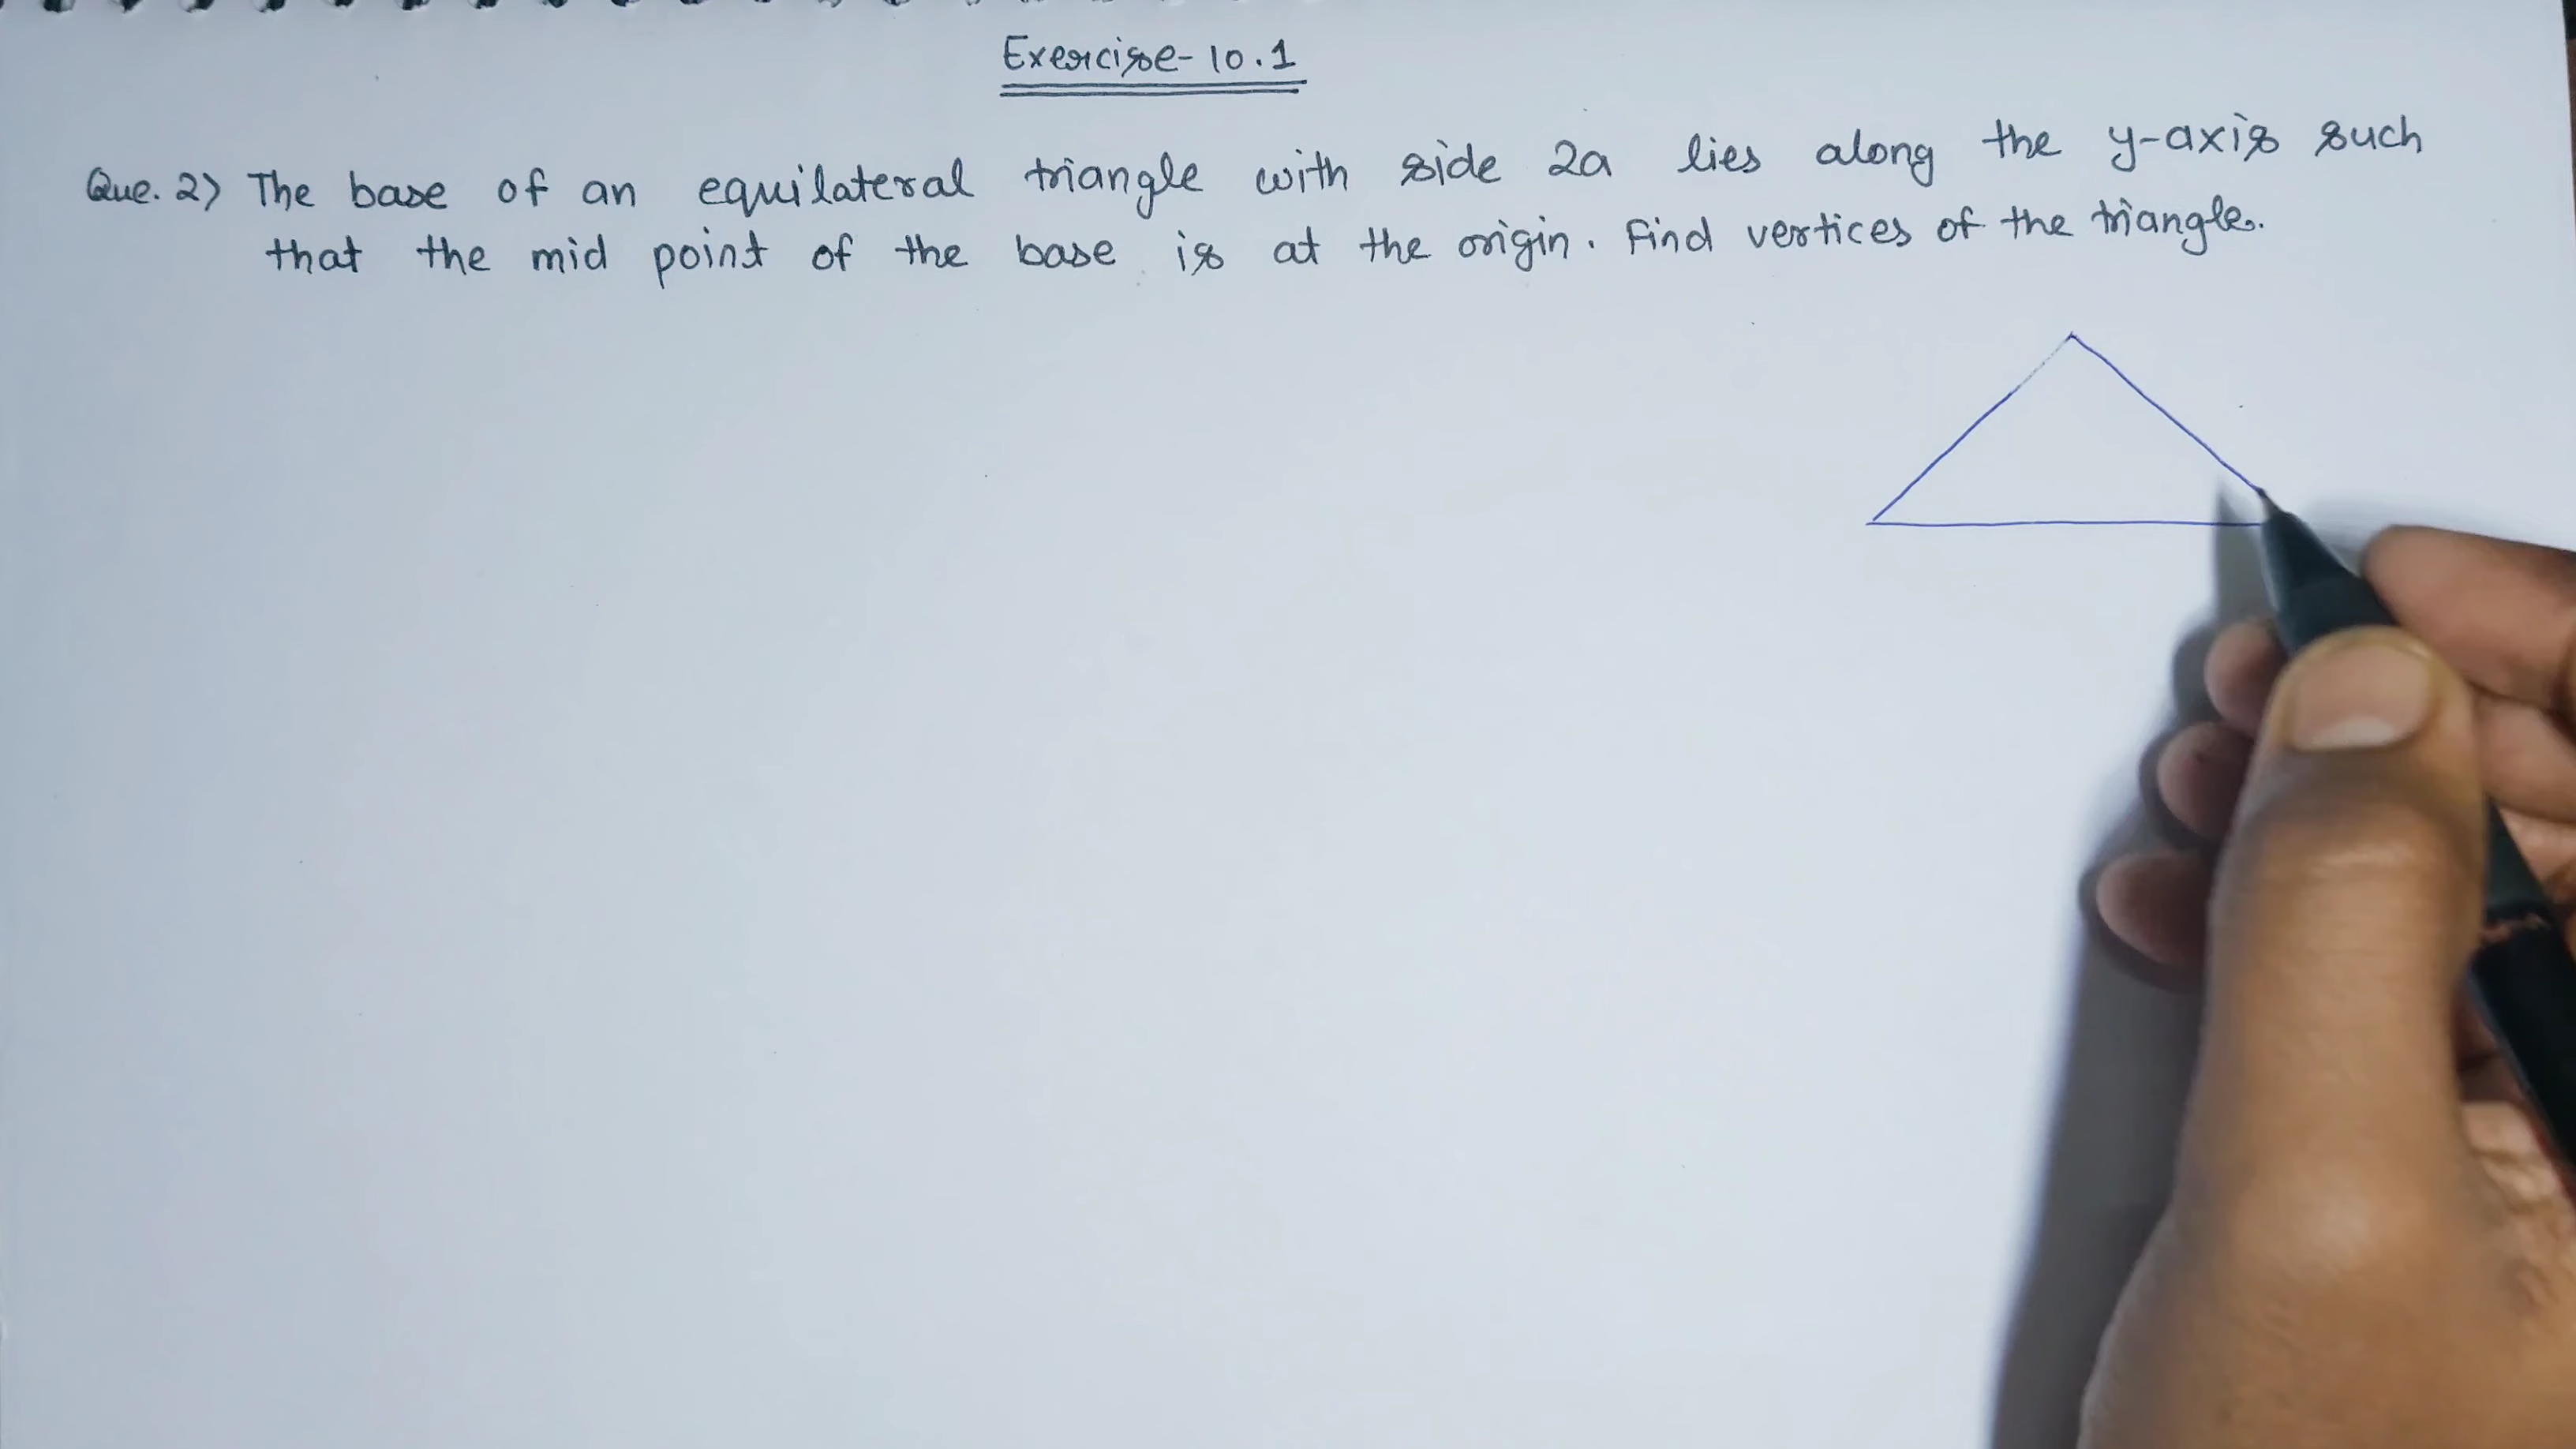 Exercise-10.1
Que. 2) The base of an equilateral triangle with side 2a lies along the y-axis such
that the mid point of the base is at the origin. Find vertices of the triangle.